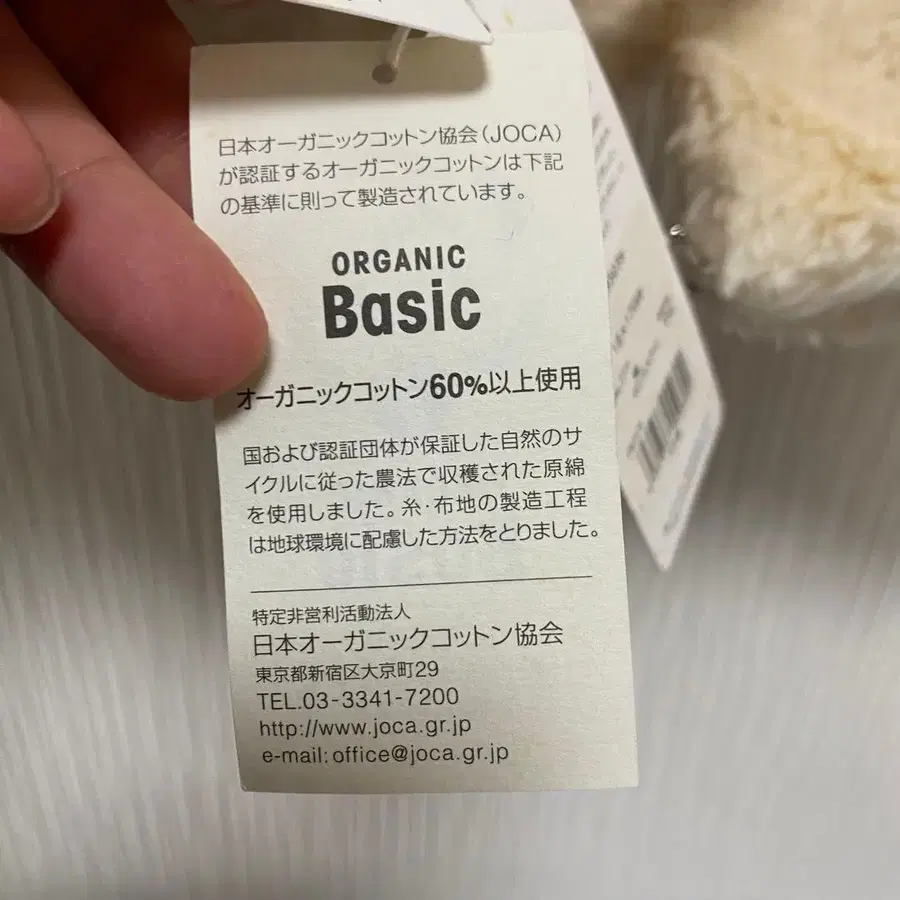 日本オーガニックコットン協会(JOCA)
が認証するオーガニックコットンは下記
の基準に則って製造されています。
ORGANIC
Basic
オーガニックコットン60%以上使用
国および認証団体が保証した自然のサ
イクルに従った農法で収穫された原綿
を使用しました。糸・布地の製造工程
は地球環境に配慮した方法をとりました。
特定非営利活動法人
日本オーガニックコットン協会
東京都新宿区大京町29
TEL.03-3341-7200
http://www.joca.gr.jp
e-mail:office@joca.gr.jp